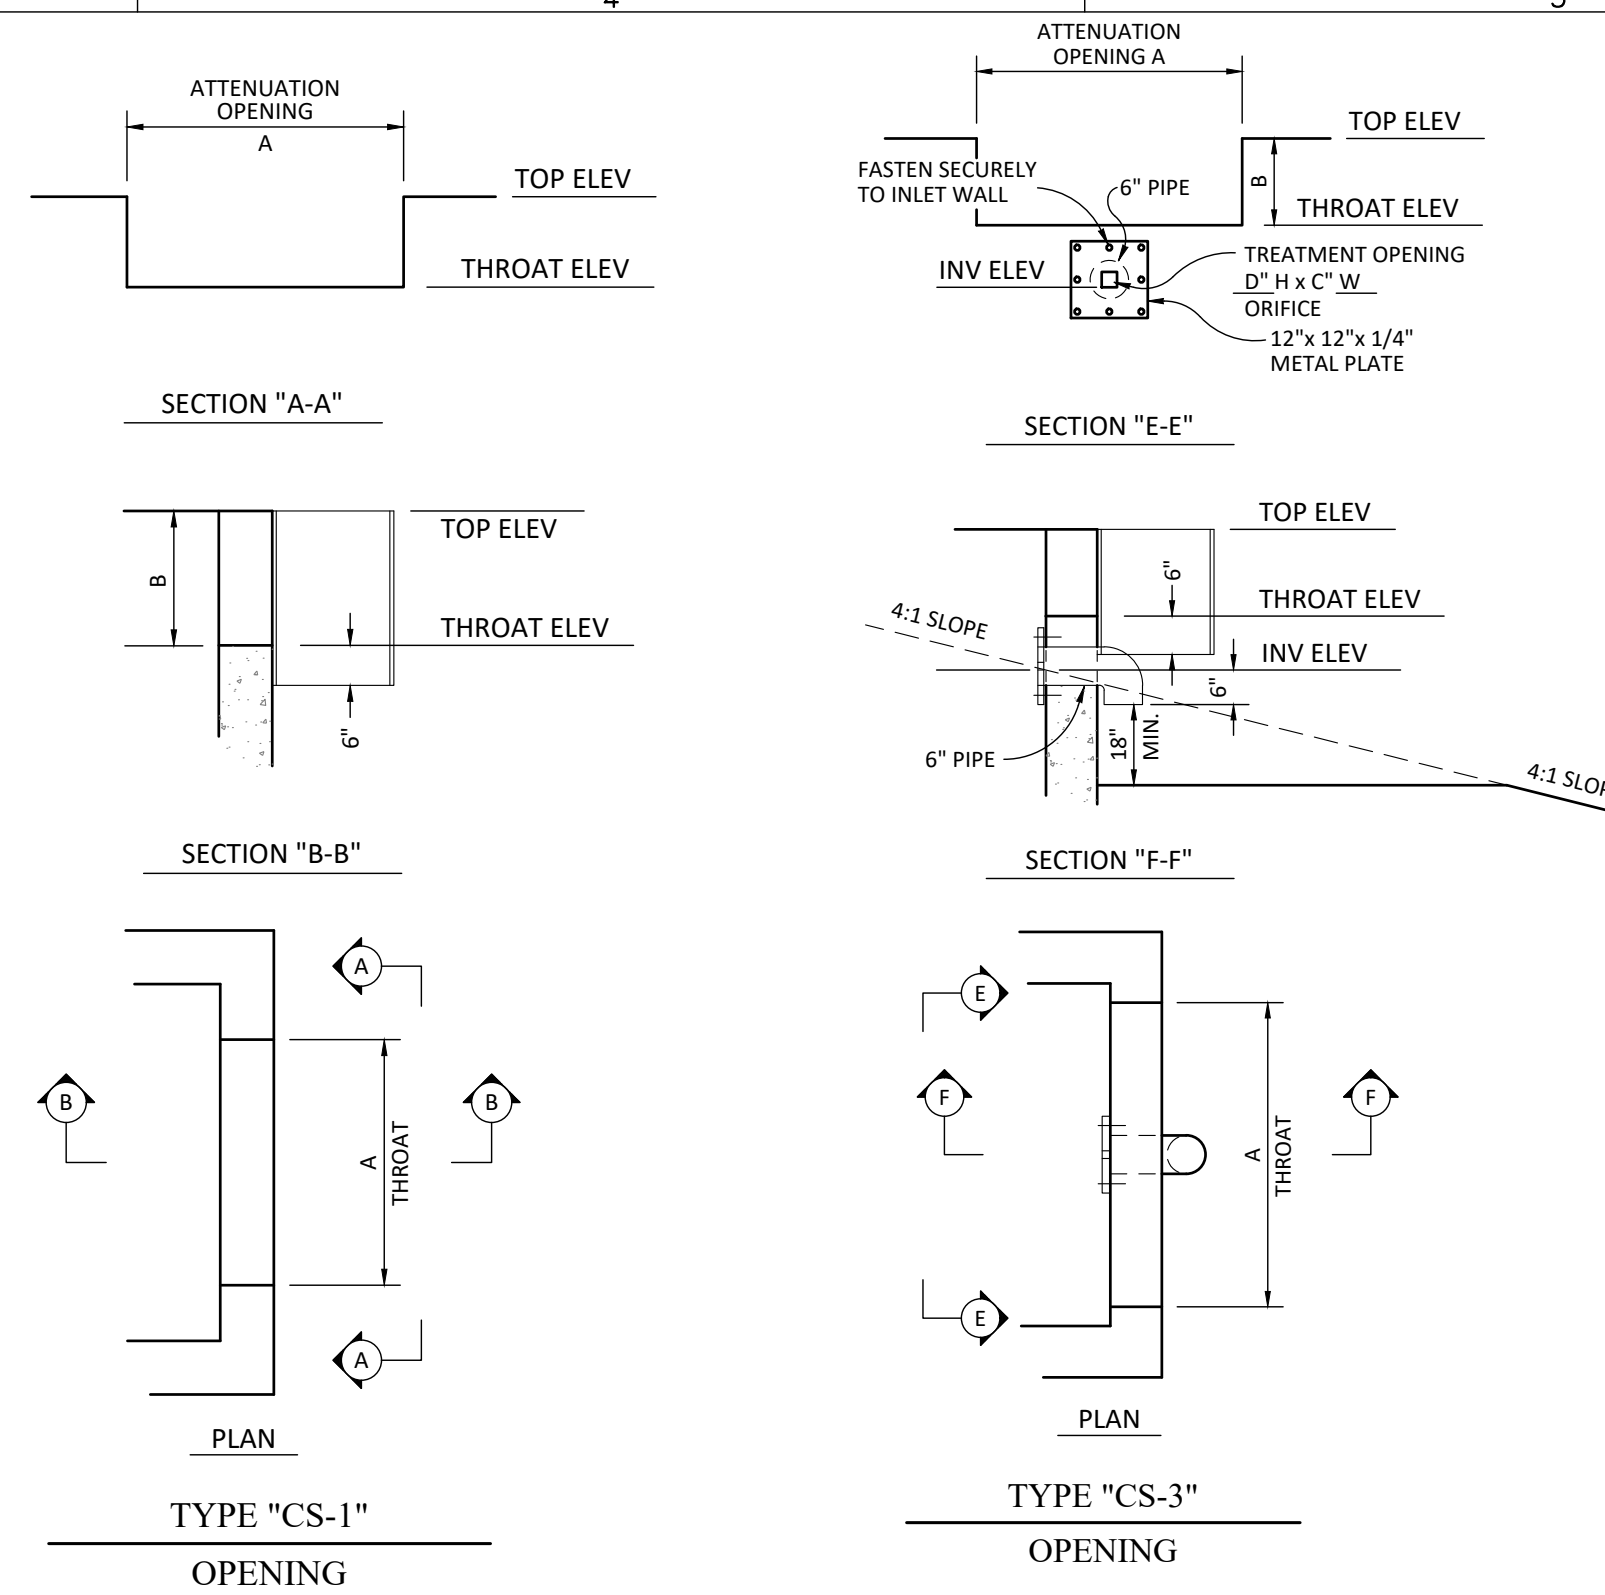 ATTENUATION
OPENING
A
TOP ELEV
THROAT ELEV
SECTION "A-A"
B
TOP ELEV
THROAT ELEV
6"
SECTION "B-B"
A
B
B
A
THROAT
A
PLAN
TYPE "CS-1"
OPENING
ATTENUATION
OPENING A
TOP ELEV
FASTEN SECURELY
TO INLET WALL
6" PIPE
B
THROAT ELEV
INV ELEV
TREATMENT OPENING
D" H x C" W
ORIFICE
12"x 12"x 1/4"
METAL PLATE
SECTION "E-E"
TOP ELEV
6"
THROAT ELEV
4:1 SLOPE
INV ELEV
6"
18"
MIN.
6" PIPE
4:1 SLOP
SECTION "F-F"
E
F
F
A
THROAT
E
PLAN
TYPE "CS-3"
OPENING